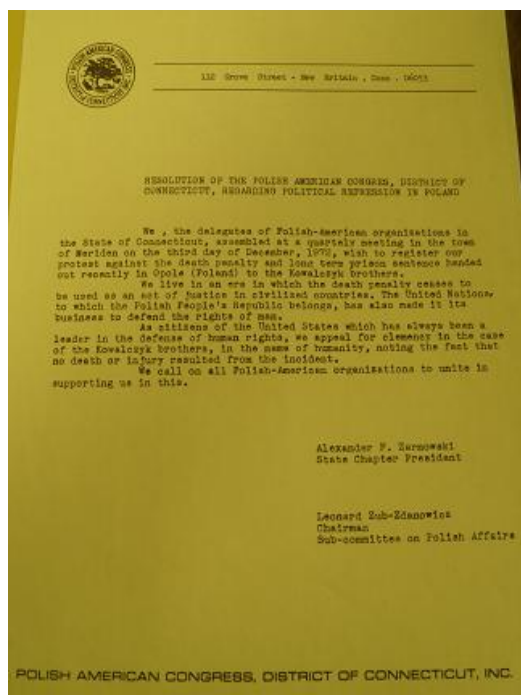 112 Grove Street - New Britain , Conn . 06053
RESOLUTION OF THE POLISH AMERICAN CONGRES, DISTRICT OF
CONNECTICUT, REGARDING POLITICAL REPRESSION IN POLAND
We , the delegates of Polish-American organizations in
the State of Connecticut, assembled at a quartely meeting in the town
of Meriden on the third day of December, 1972, wish to register our
protest against the death penalty and long term prison sentence handed
out recently in Opole (Poland) to the Kowalczyk brothers.
We live in an era in which the death penalty ceases to
be used as an act of justice in civilized countries. The United Nations,
to which the Polish People's Republic belongs, has also made it its
business to defend the rights of man.
As citizens of the United States which has always been a
leader in the defense of human rights, we appeal for clemency in the case
of the Kowalczyk brothers, in the name of humanity, noting the fact that
no death or injury resulted from the incident.
We call on all Polish-American organizations to unite in
supporting us in this.
Alexander F.
State Chapter President
Leonard Zub-Zdanowicz
Chairman
Sub-committee on Polish Affairs
POLISH AMERICAN CONGRESS, DISTRICT OF CONNECTICUT, INC.